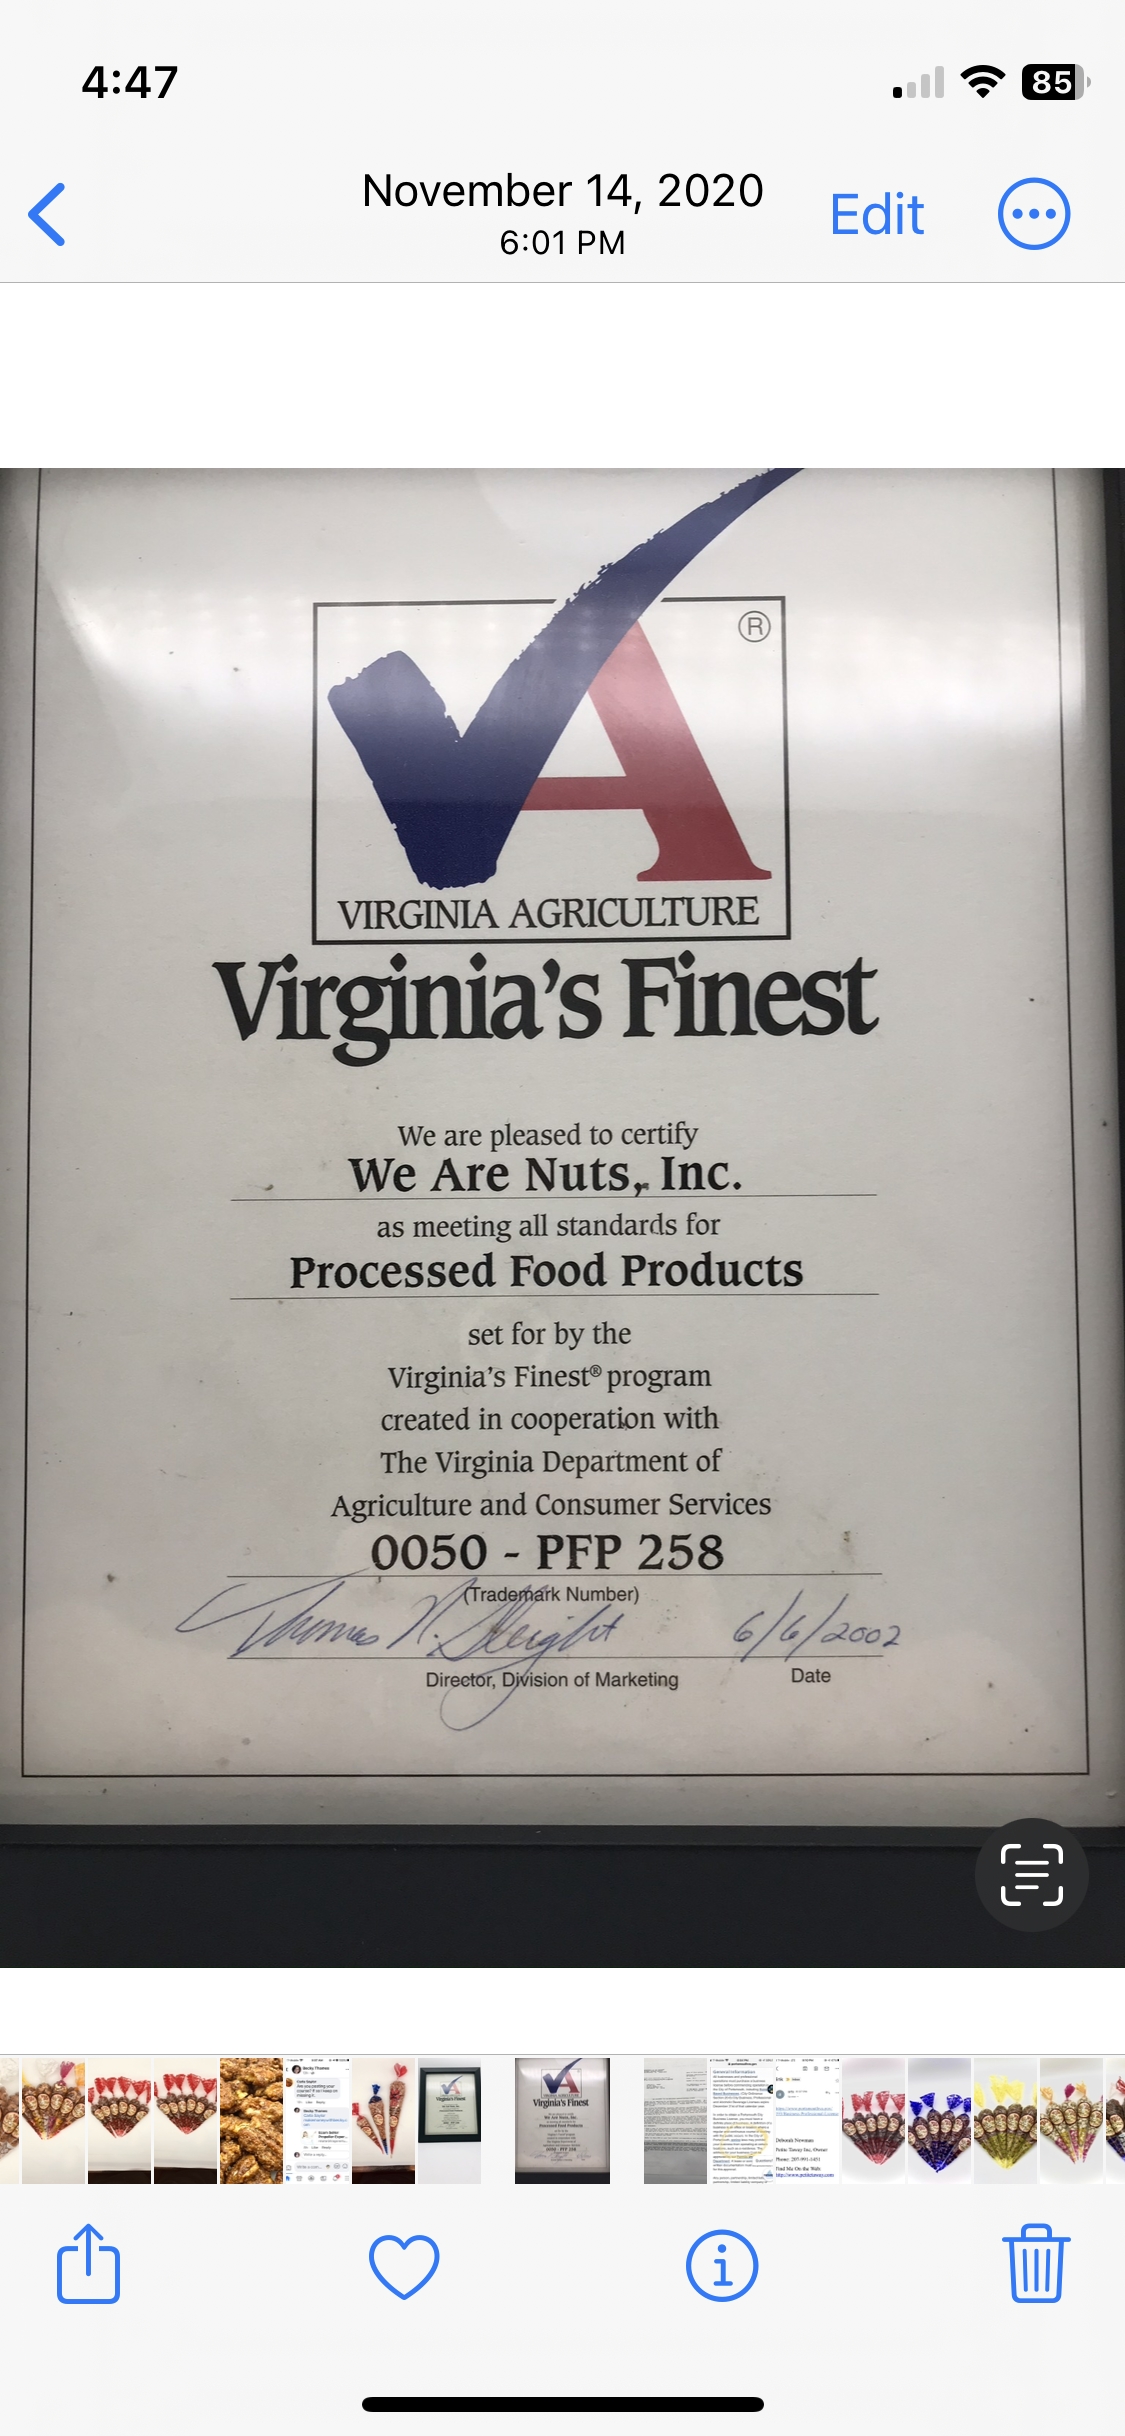 4:47
85
November 14, 2020
6:01 PM
Edit
®
VIRGINIA AGRICULTURE
Virginia's Finest
We are pleased to certify
We Are Nuts, Inc.
as meeting all standards for
Processed Food Products
set for by the
Virginia's Finest® program
created in cooperation with
The Virginia Department of
Agriculture and Consumer Services
0050 - PFP 258
(Trademark Number)
Thomas R. Sleight 6/6/2002
Director, Division of Marketing Date